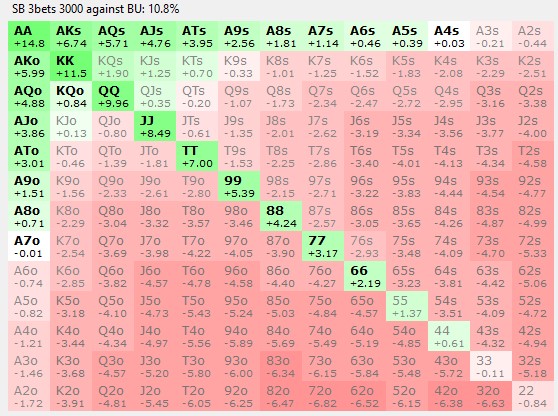 SB 3bets 3000 against BU: 10.8%
AA AKs AQs AJs ATs A9s A8s A7s A6s A5s A4s A3s A2s
+14.8 +6.74 +5.71 +4.76 +3.95 +2.56 +1.81 +1.14 +0.46 +0.39 +0.03 -0.21 -0.44
AKo KK KQs KJs KTs K9s K8s K7s K6s K5s K4s K3s K2s
+5.99 +11.5 +1.90 +1.25 +0.70 -0.33 -1.01 -1.25 -1.52 -1.83 -2.08 -2.29 -2.51
AQo KQo QQ QJs QTs Q9s Q8s Q7s Q6s Q5s Q4s Q3s Q2s
+4.88 +0.84 +9.96 +0.35 -0.20 -1.07 -1.73 -2.34 -2.47 -2.72 -2.95 -3.16 -3.38
AJo KJo QJo JJ JTs J9s J8s J7s J6s J5s J4s J3s J2s
+3.86 +0.13 -0.80 +8.49 -0.61 -1.35 -2.01 -2.62 -3.19 -3.34 -3.56 -3.77 -4.00
ATo KTo QTo JTo TT T9s T8s T7s T6s T5s T4s T3s T2s
+3.01 -0.46 -1.39 -1.81 +7.00 -1.53 -2.25 -2.86 -3.40 -4.01 -4.13 -4.34 -4.58
A9o K9o Q9o J9o T9o 99 98s 97s 96s 95s 94s 93s 92s
+1.51 -1.56 -2.33 -2.61 -2.80 +5.39 -2.15 -2.71 -3.22 -3.84 -4.44 -4.54 -4.77
A8o K8o Q8o J8o T8o 98o 88 87s 86s 85s 84s 83s 82s
+0.71 -2.29 -3.04 -3.32 -3.57 -3.46 +4.24 -2.57 -3.05 -3.65 -4.26 -4.87 -4.99
A7o K7o Q7o J7o T7o 97o 87o 77 76s 75s 74s 73s 72s
-0.01 -2.54 -3.69 -3.98 -4.22 -4.05 -3.90 +3.17 -2.93 -3.48 -4.09 -4.70 -5.33
A6o K6o Q6o J6o T6o 96o 86o 76o 66 65s 64s 63s 62s
-0.74 -2.85 -3.82 -4.57 -4.78 -4.58 -4.40 -4.30 +2.19 -3.23 -3.81 -4.42 -5.06
A5o K5o Q5o J5o T5o 95o 85o 75o 65o 55 54s 53s 52s
-0.82 -3.18 -4.10 -4.73 -5.43 -5.24 -5.03 -4.84 -4.57 +1.37 -3.51 -4.09 -4.72
A4o K4o Q4o J4o T4o 94o 84o 74o 64o 54o 44 43s 42s
-1.21 -3.44 -4.34 -4.97 -5.56 -5.89 -5.69 -5.49 -5.19 -4.85 +0.61 -4.32 -4.94
A3o K3o Q3o J3o T3o 93o 83o 73o 63o 53o 43o 33 32s
-1.46 -3.68 -4.57 -5.20 -5.80 -6.00 -6.34 -6.15 -5.84 -5.48 -5.72 -0.11 -5.38
A2o K2o Q2o J2o T2o 92o 82o 72o 62o 52o 42o 32o 22
-1.72 -3.91 -4.81 -5.45 -6.05 -6.25 -6.47 -6.82 -6.52 -6.15 -6.38 -6.63 -0.84